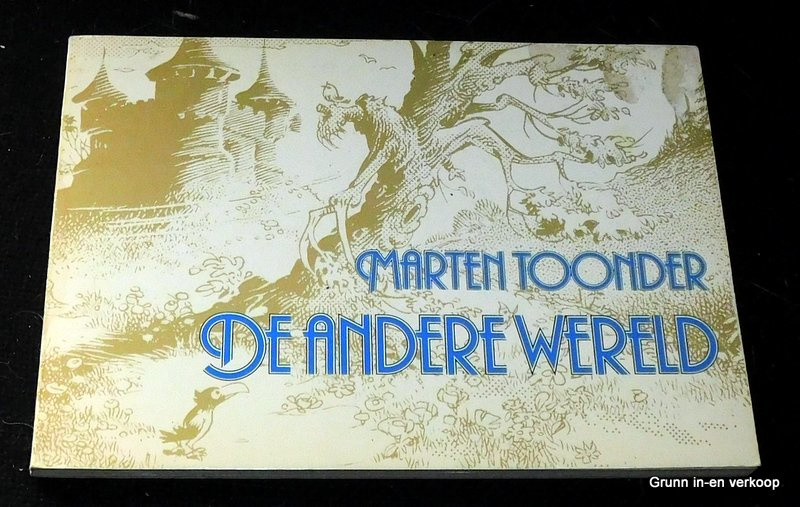 MARTEN TOONDER
DE ANDERE WERELD
Grunn in-en verkoop